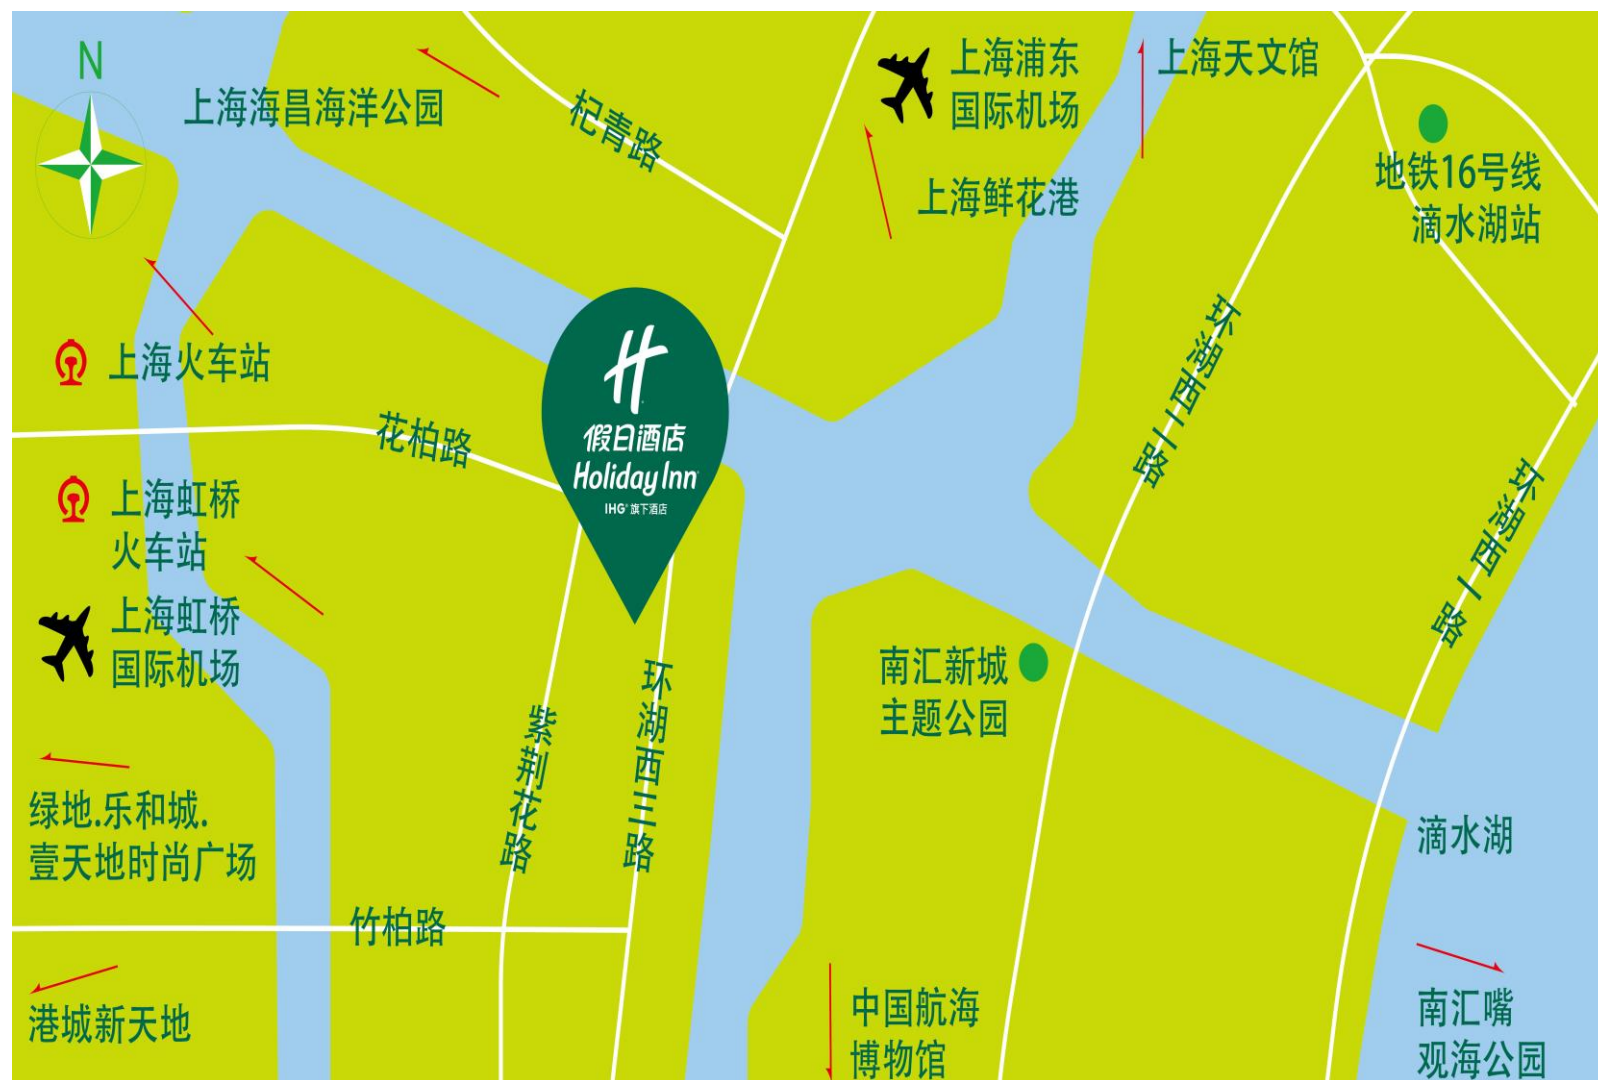 N
上海海昌海洋公园
杞青路
上海浦东
国际机场
上海天文馆
上海鲜花港
地铁16号线
滴水湖站
上海火车站
花柏路
假日酒店
Holiday Inn
IHG® 旗下酒店
环湖西二路
环湖西一路
上海虹桥
火车站
上海虹桥
国际机场
南汇新城
主题公园
紫荆花路
环湖西三路
绿地.乐和城.
壹天地时尚广场
滴水湖
竹柏路
港城新天地
中国航海
博物馆
南汇嘴
观海公园